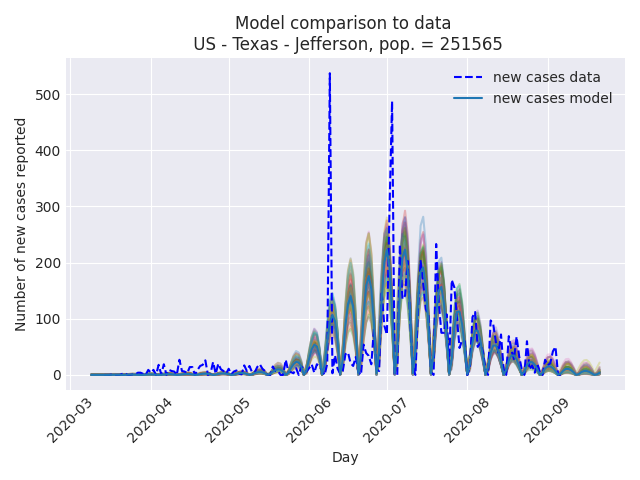 Model comparison to data
US - Texas - Jefferson, pop. = 251565
new cases data
new cases model
Number of new cases reported
500
400
300
200
100
0
2020-03
2020-04
2020-05
2020-06
2020-07
2020-08
2020-09
Day